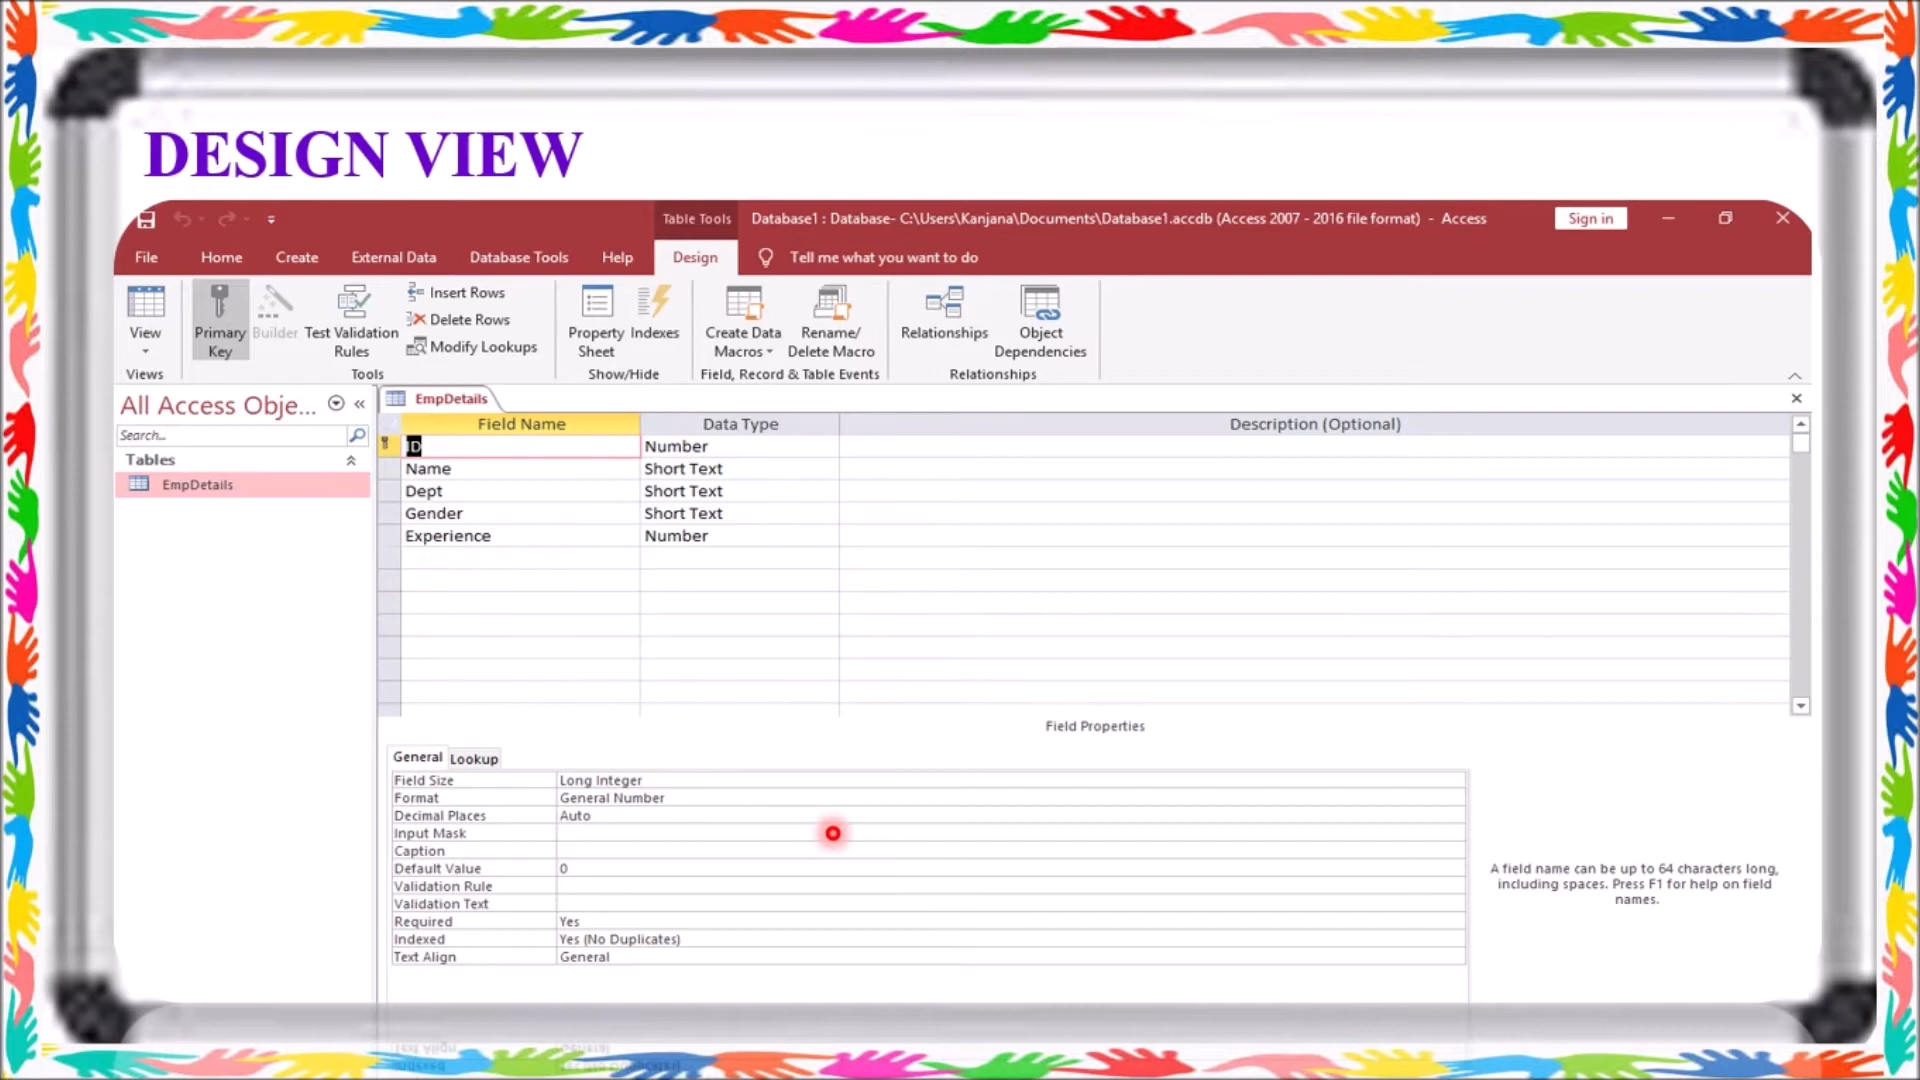 DESIGN VIEW
Table Tools Database1 : Database- C:\Users\Kanjana\Documents\Database1.accdb (Access 2007 - 2016 file format) - Access Sign in
File Home Create External Data Database Tools Help Design Tell me what you want to do
View
Views
Primary
Key
Builder
Test Validation
Rules
Insert Rows
Delete Rows
Modify Lookups
Tools
Property
Sheet
Indexes
Show/Hide
Create Data
Macros
Rename/
Delete Macro
Field, Record & Table Events
Relationships
Object
Dependencies
Relationships
All Access Obje...
Search...
Tables
EmpDetails
EmpDetails
Field Name Data Type Description (Optional)
ID Number
Name Short Text
Dept Short Text
Gender Short Text
Experience Number
Field Properties
General Lookup
Field Size Long Integer
Format General Number
Decimal Places Auto
Input Mask
Caption
Default Value 0
Validation Rule
Validation Text
Required Yes
Indexed Yes (No Duplicates)
Text Align General
A field name can be up to 64 characters long,
including spaces. Press F1 for help on field
names.